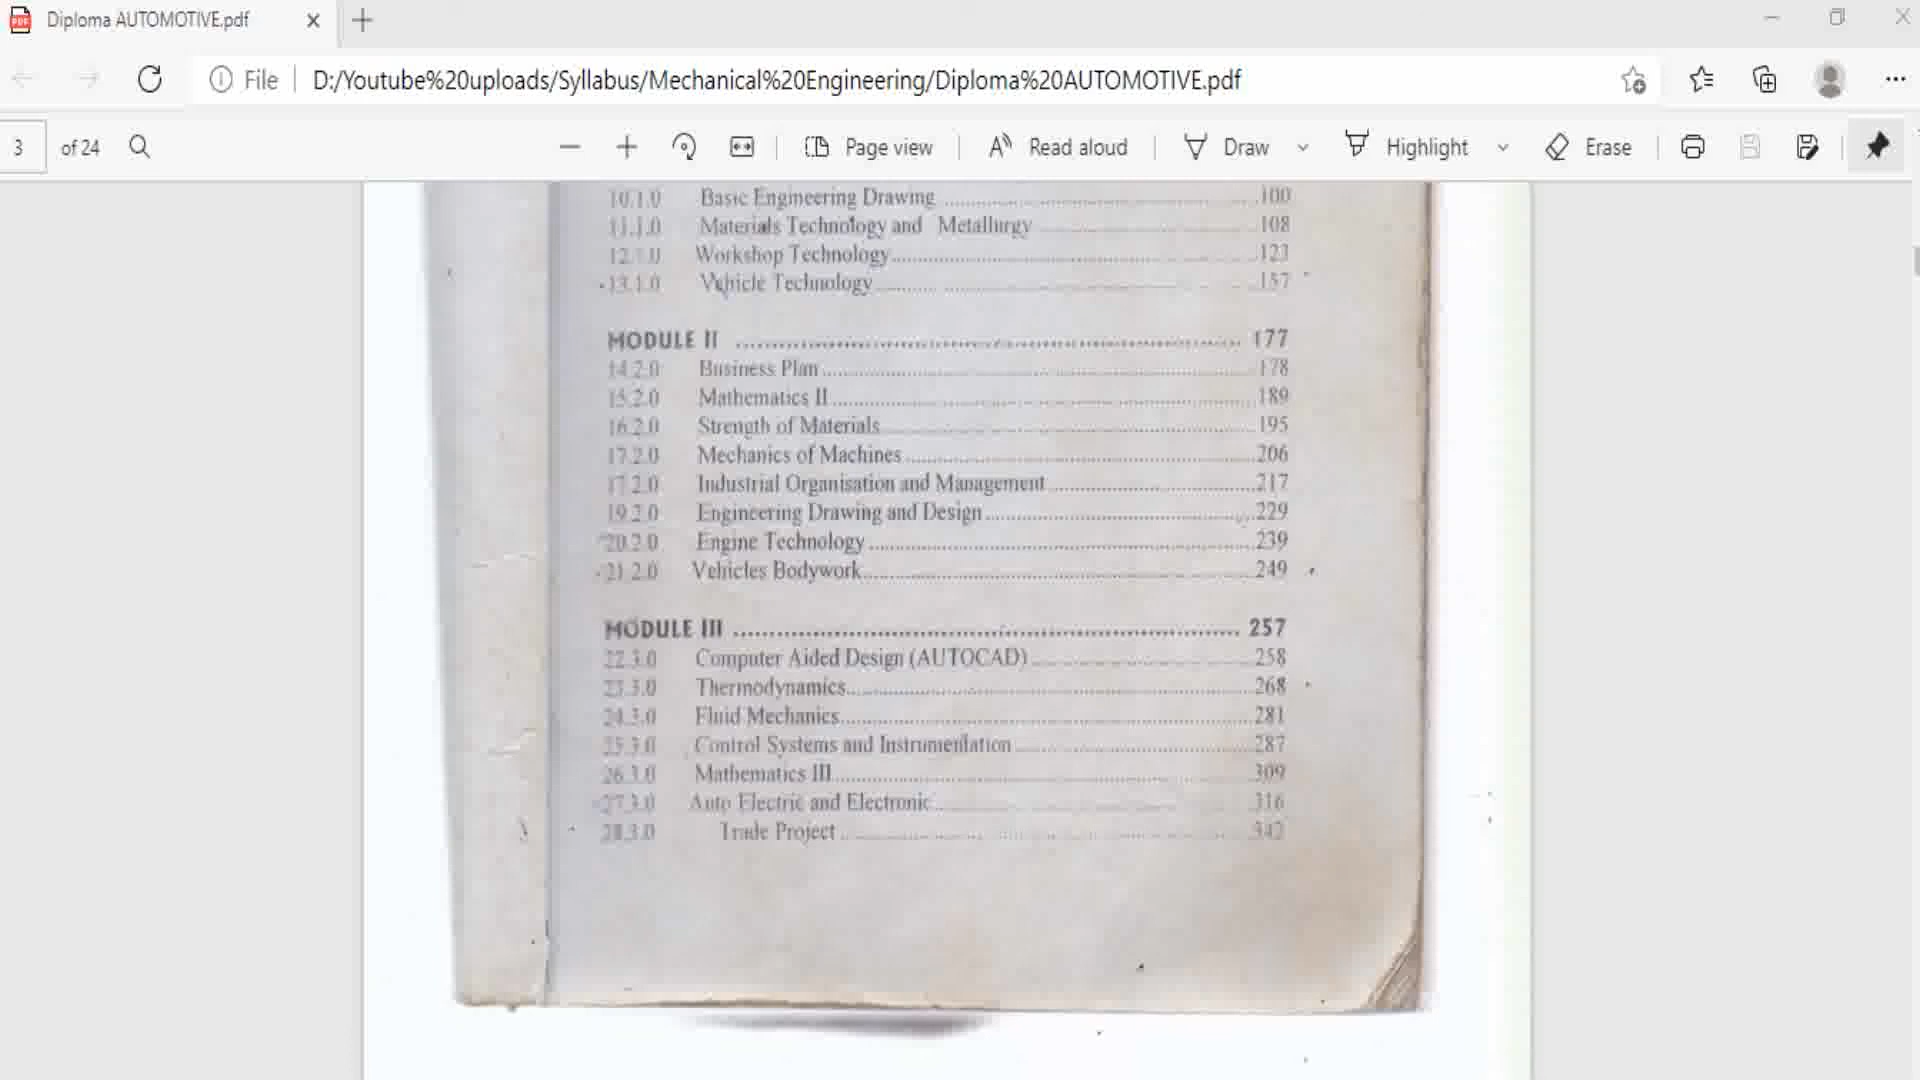 Diploma AUTOMOTIVE.pdf
File D:/Youtube%20uploads/Syllabus/Mechanical%20Engineering/Diploma%20AUTOMOTIVE.pdf
3 of 24 Page view Read aloud Draw Highlight Erase
10.1.0 Basic Engineering Drawing 100
11.1.0 Materials Technology and Metallurgy 108
12.1.0 Workshop Technology 123
13.1.0 Vehicle Technology 157
MODULE II 177
14.2.0 Business Plan 178
15.2.0 Mathematics II 189
16.2.0 Strength of Materials 195
17.2.0 Mechanics of Machines 206
17.2.0 Industrial Organisation and Management 217
19.2.0 Engineering Drawing and Design 229
20.2.0 Engine Technology 239
21.2.0 Vehicles Bodywork 249
MODULE III 257
22.3.0 Computer Aided Design (AUTOCAD) 258
23.3.0 Thermodynamics 268
24.3.0 Fluid Mechanics 281
25.3.0 Control Systems and Instrumentation 287
26.3.0 Mathematics III 309
27.3.0 Auto Electric and Electronic 316
28.3.0 Trade Project 342